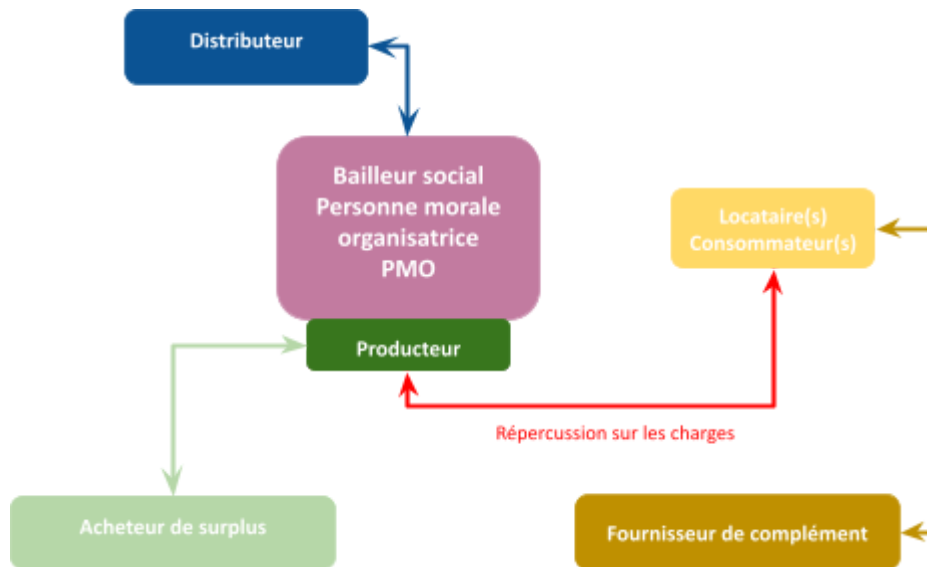 Distributeur
Bailleur social
Personne morale
organisatrice
PMO
Locataire(s)
Consommateur(s)
Producteur
Répercussion sur les charges
Acheteur de surplus
Fournisseur de complément